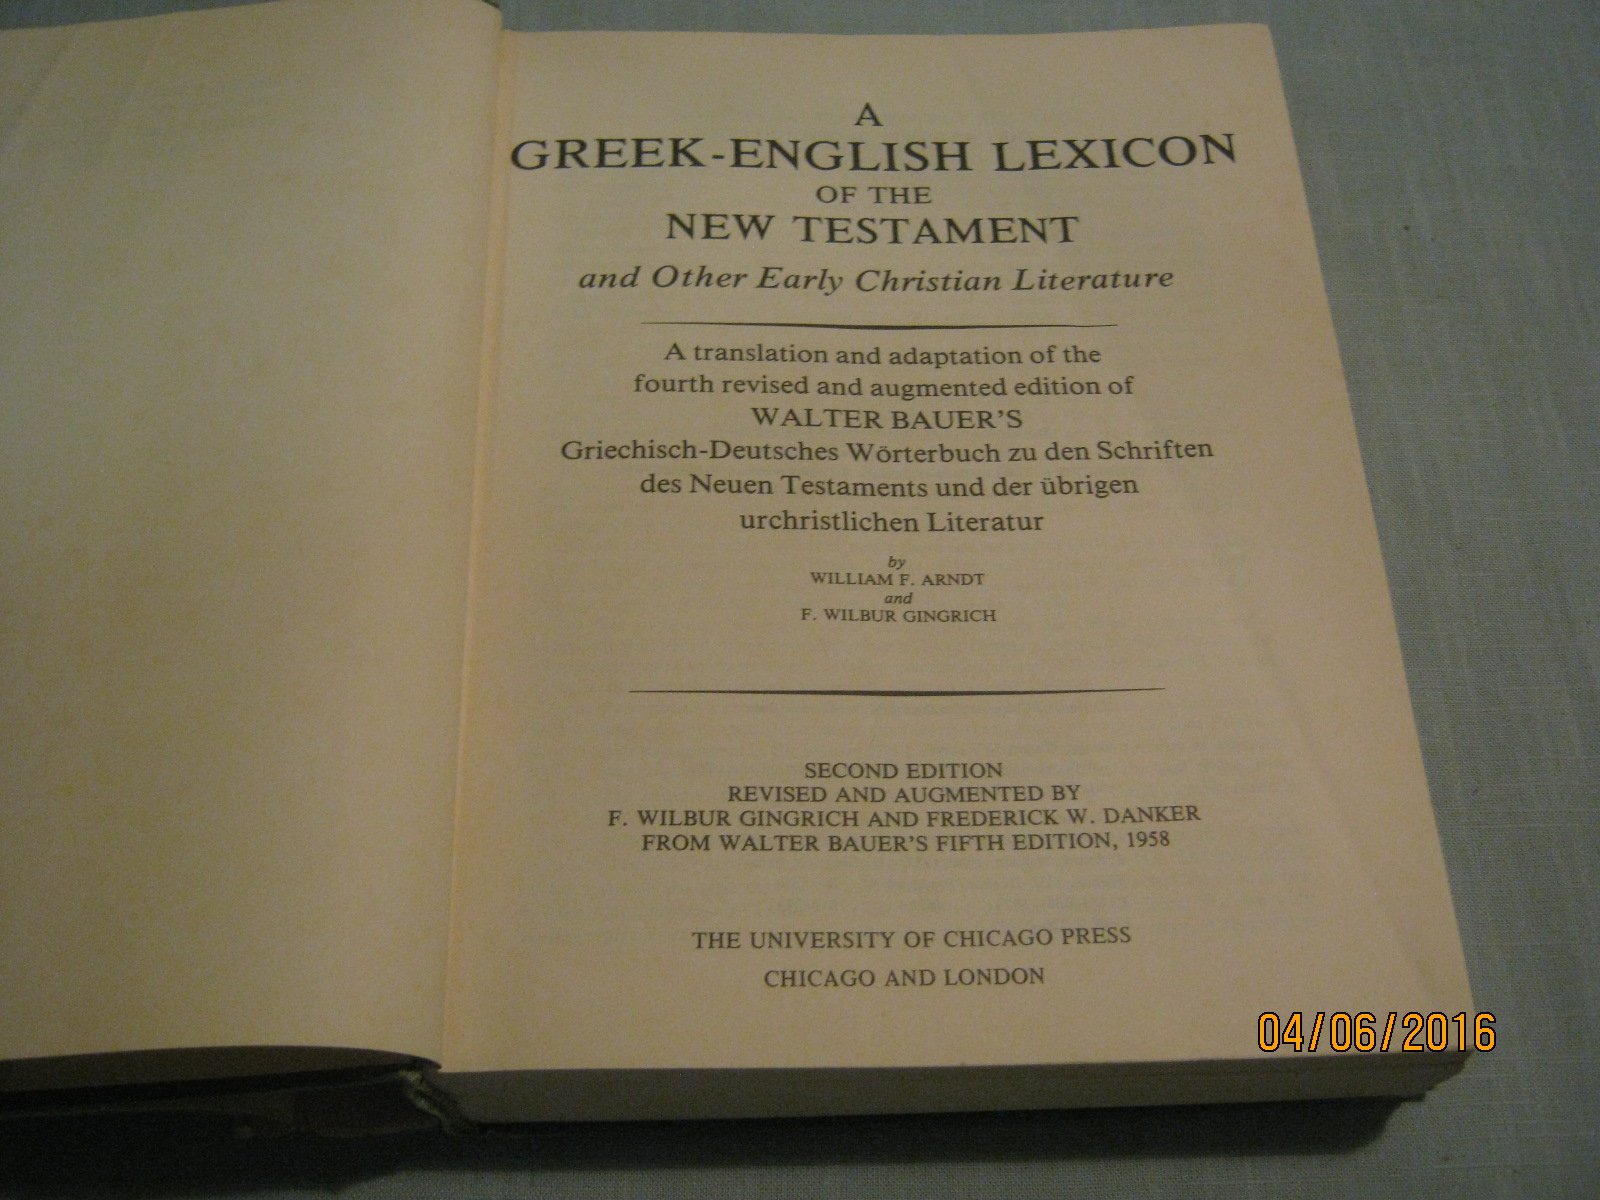 A
GREEK-ENGLISH LEXICON
OF THE
NEW TESTAMENT
and Other Early Christian Literature
A translation and adaptation of the
fourth revised and augmented edition of
WALTER BAUER'S
Griechisch-Deutsches Wörterbuch zu den Schriften
des Neuen Testaments und der übrigen
urchristlichen Literatur
by
WILLIAM F. ARNDT
and
F. WILBUR GINGRICH
SECOND EDITION
REVISED AND AUGMENTED BY
F. WILBUR GINGRICH AND FREDERICK W. DANKER
FROM WALTER BAUER'S FIFTH EDITION, 1958
THE UNIVERSITY OF CHICAGO PRESS
CHICAGO AND LONDON
04/06/2016